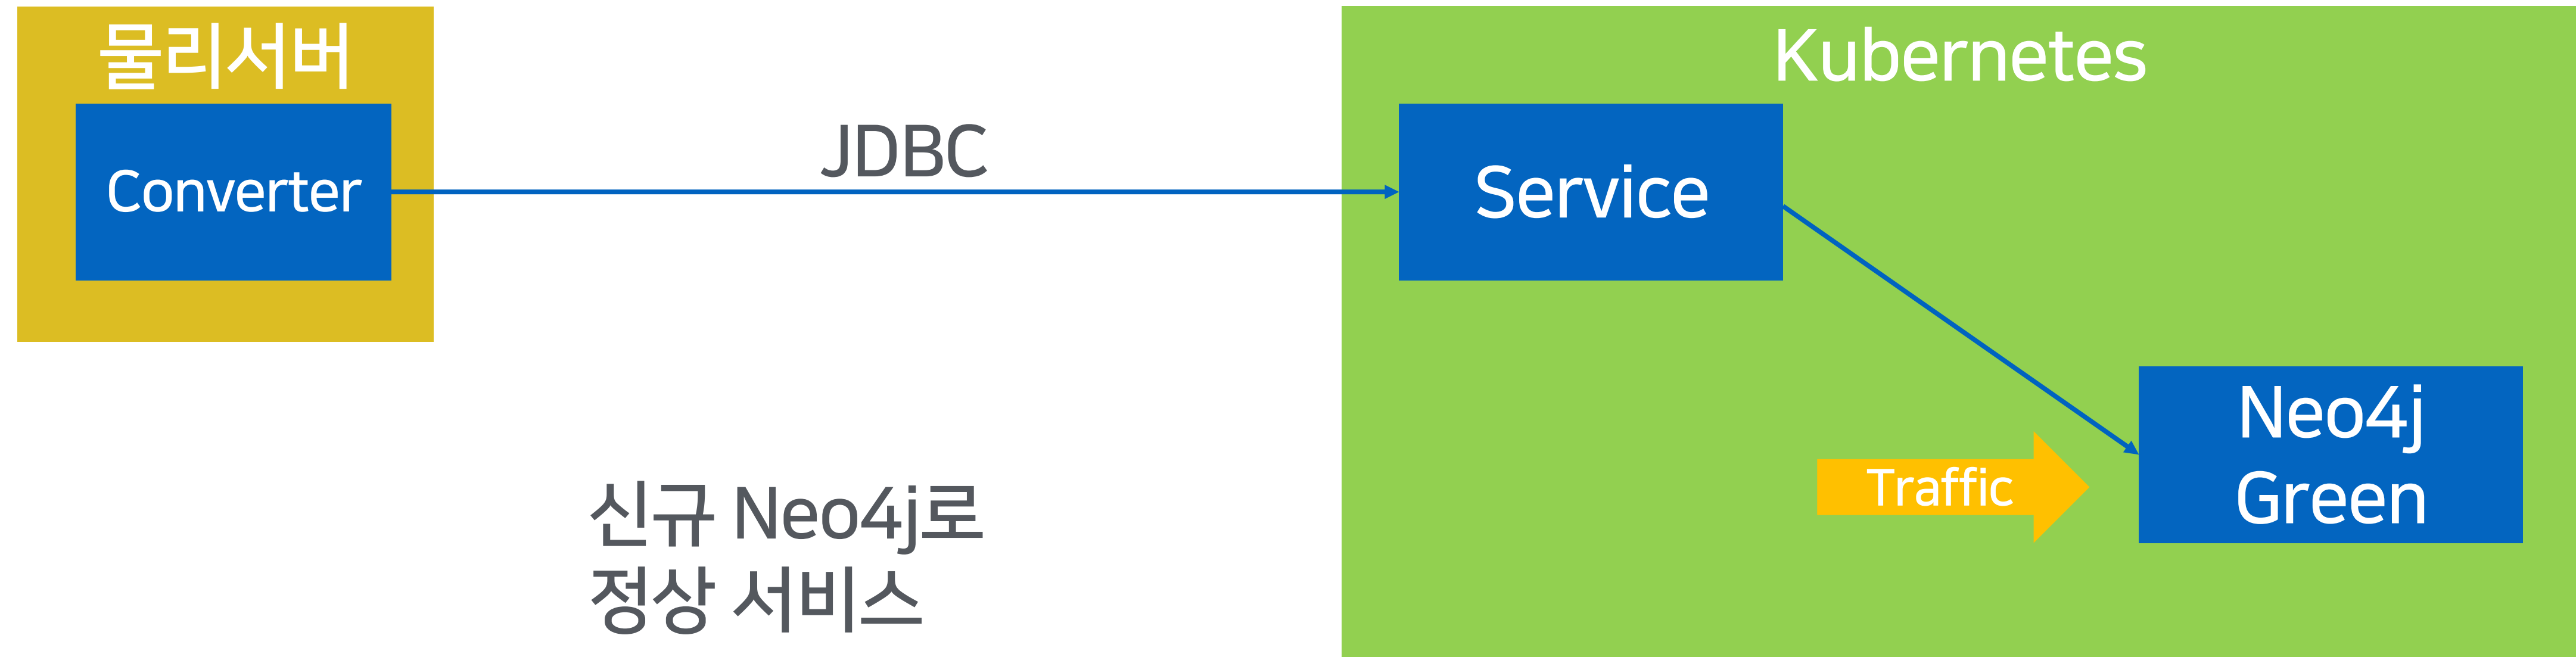 물리서버
Kubernetes
Converter
JDBC
Service
Neo4j
Green
Traffic
신규 Neo4j로
정상 서비스